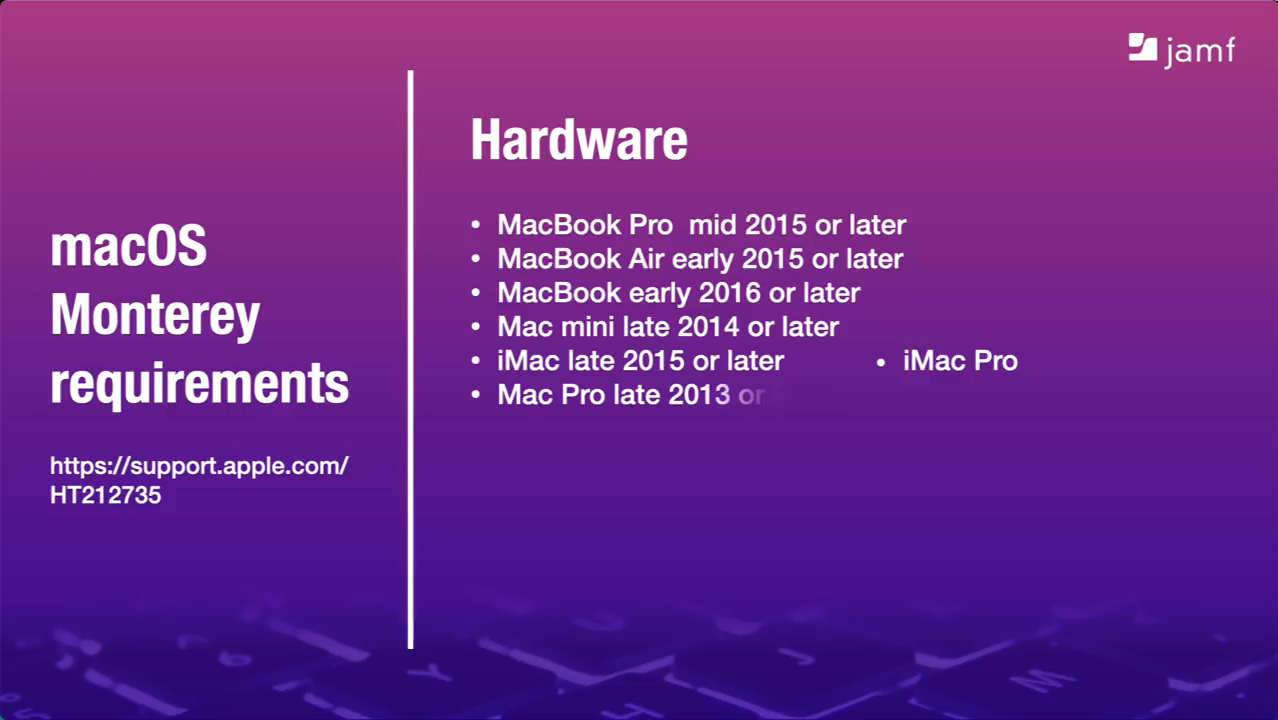 jamf
macOS
Monterey
requirements
https://support.apple.com/
HT212735
Hardware
• MacBook Pro  mid 2015 or later
• MacBook Air early 2015 or later
• MacBook early 2016 or later
• Mac mini late 2014 or later
• iMac late 2015 or later
• iMac Pro
• Mac Pro late 2013 or
9
Y
J
M
H